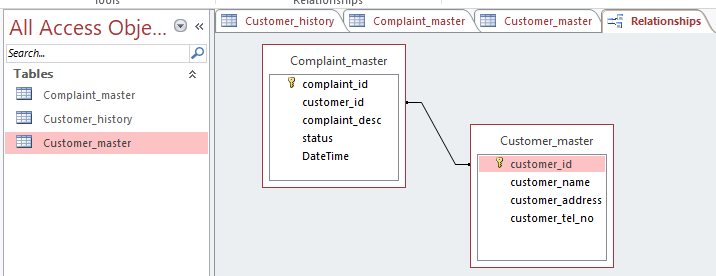 Tools
Relationships
All Access Obje...
Search...
Tables
Complaint_master
Customer_history
Customer_master
Customer_history
Complaint_master
Customer_master
Relationships
Complaint_master
complaint_id
customer_id
complaint_desc
status
DateTime
Customer_master
customer_id
customer_name
customer_address
customer_tel_no